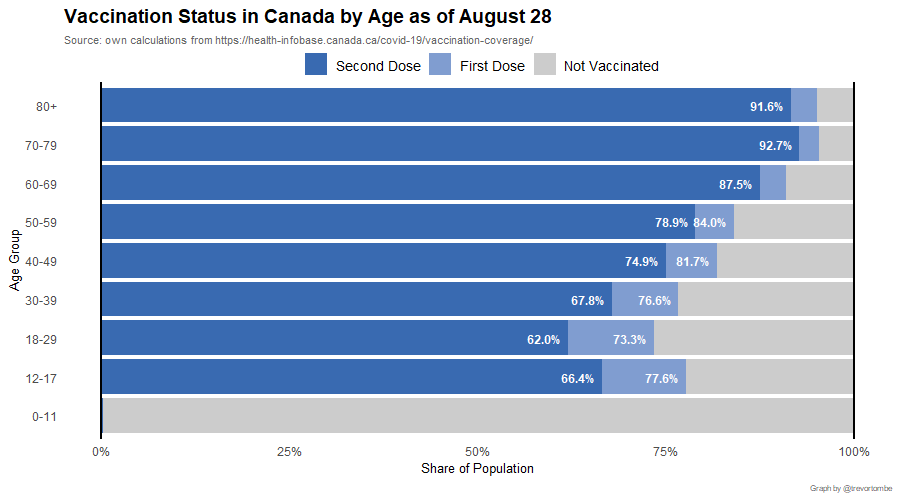 Vaccination Status in Canada by Age as of August 28
Source: own calculations from https://health-infobase.canada.ca/covid-19/vaccination-coverage/
Second Dose First Dose Not Vaccinated
80+ 91.6%
70-79 92.7%
60-69 87.5%
50-59 78.9% 84.0%
40-49 74.9% 81.7%
30-39 67.8% 76.6%
18-29 62.0% 73.3%
12-17 66.4% 77.6%
0-11
Age Group
0% 25% 50% 75% 100%
Share of Population
Graph by @trevortombe